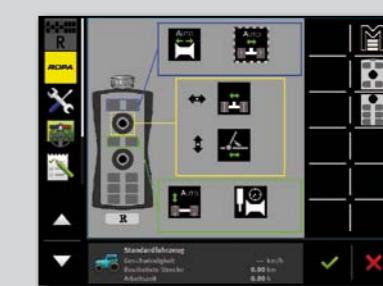 Auto Auto
R
ROPA
Auto
R
Standardfahrzeug
Geschwindigkeit --- km/h
Bearbeitete Strecke 0.00 km
Arbeitszeit 0.00 h